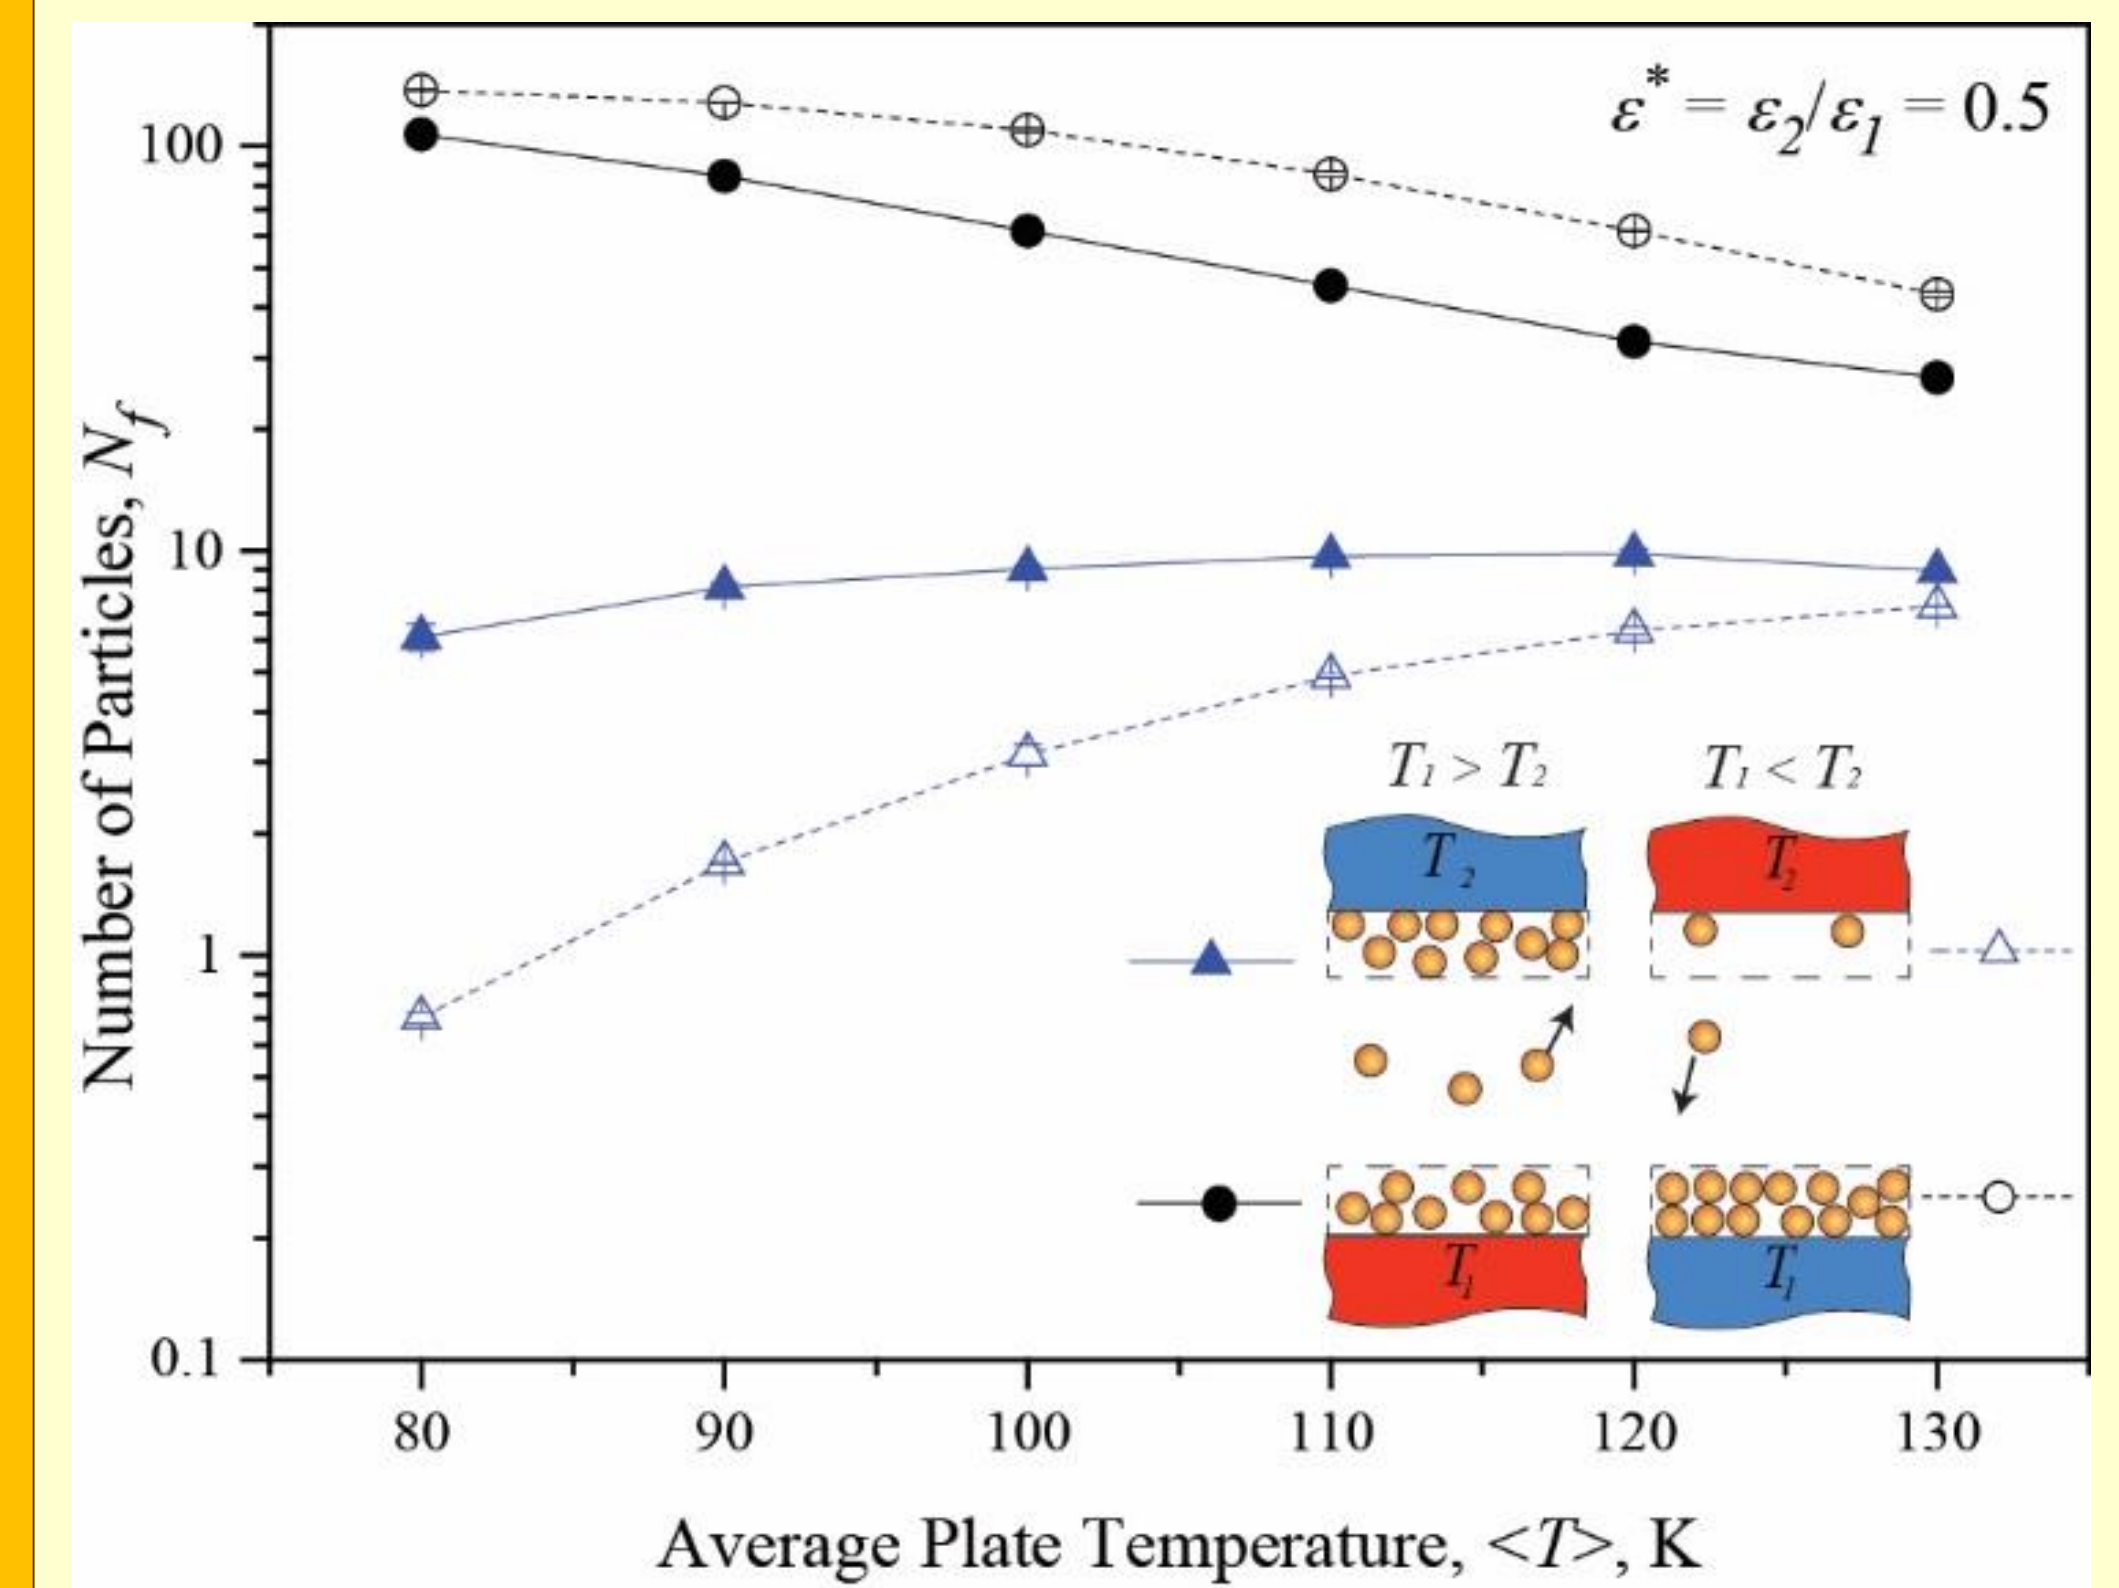 ε* = ε2/ε1 = 0.5
100
10
1
0.1
Number of Particles, Nf
T1 > T2
T1 < T2
T2
T2
T1
T1
80 90 100 110 120 130
Average Plate Temperature, <T>, K